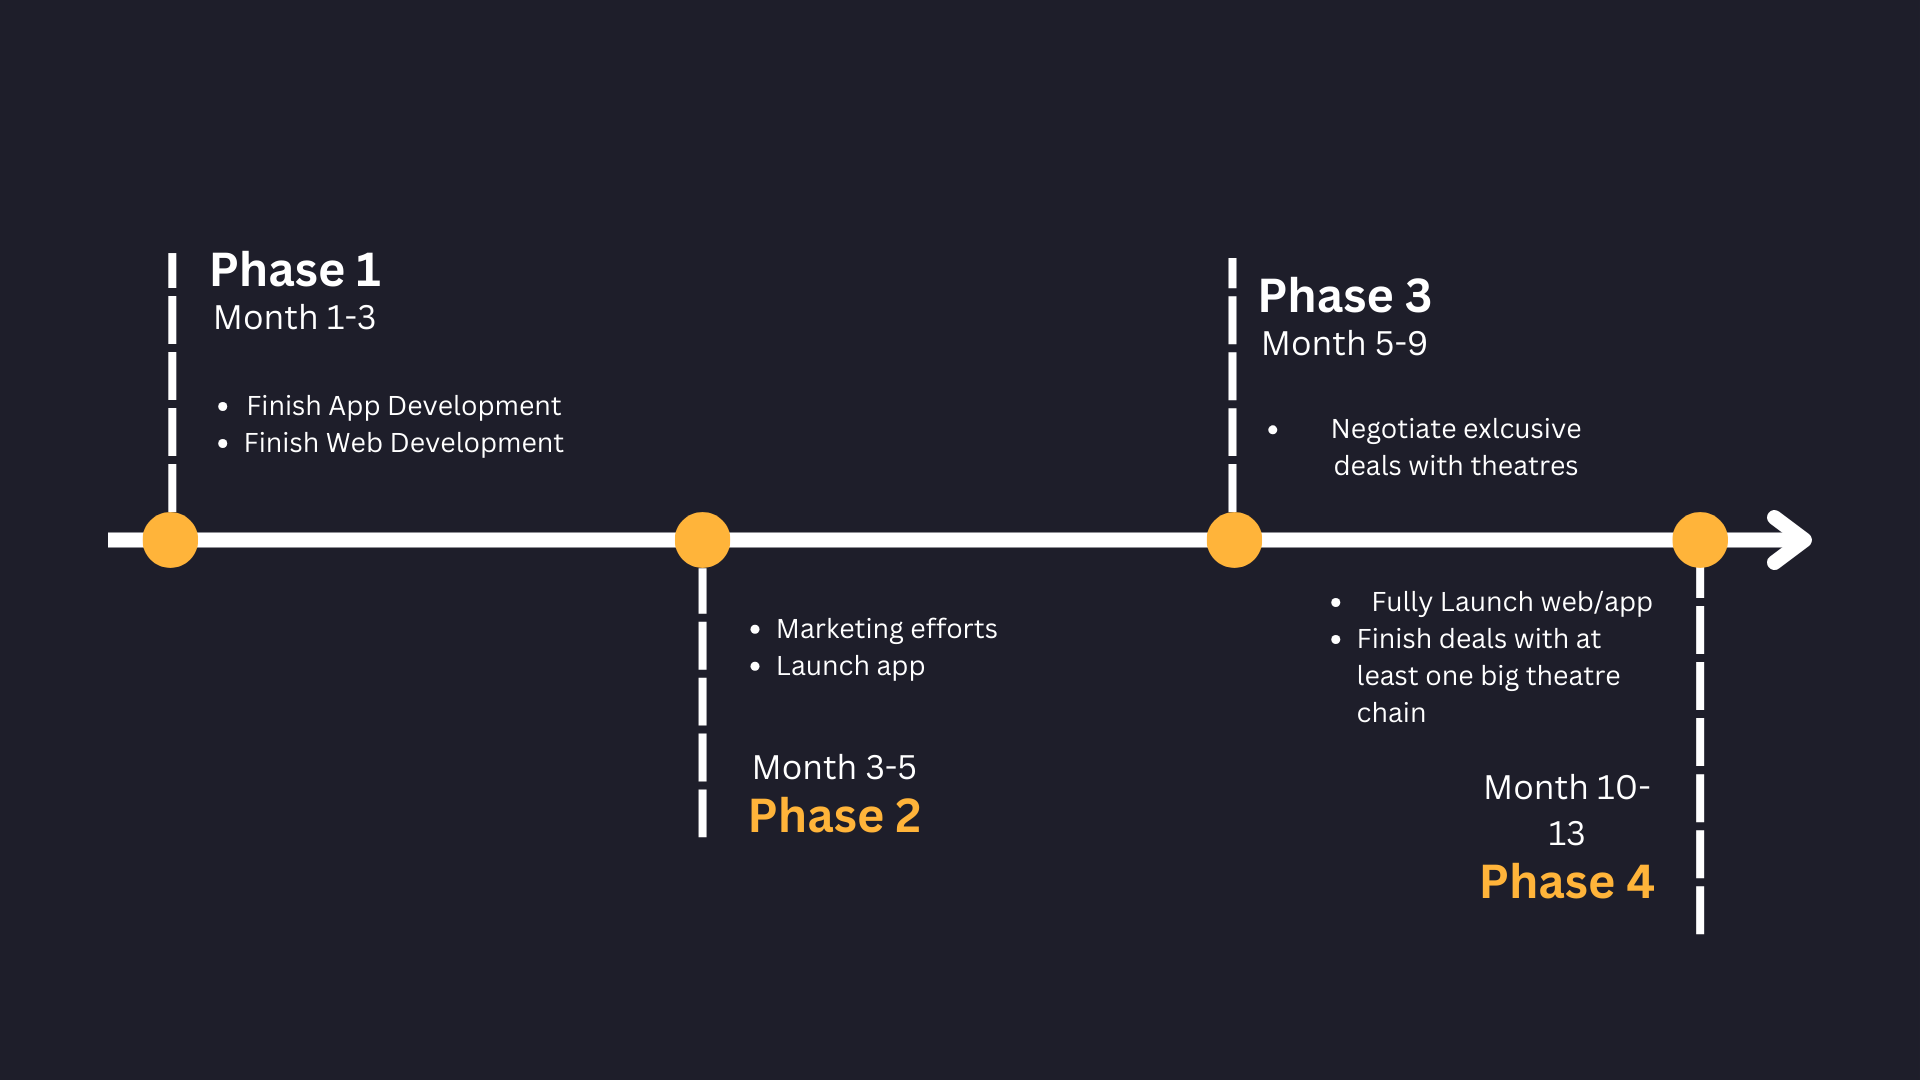 Phase 1
Month 1-3
• Finish App Development
• Finish Web Development
• Marketing efforts
• Launch app
Month 3-5
Phase 2
Phase 3
Month 5-9
• Negotiate exlcusive
deals with theatres
• Fully Launch web/app
• Finish deals with at
least one big theatre
chain
Month 10-
13
Phase 4